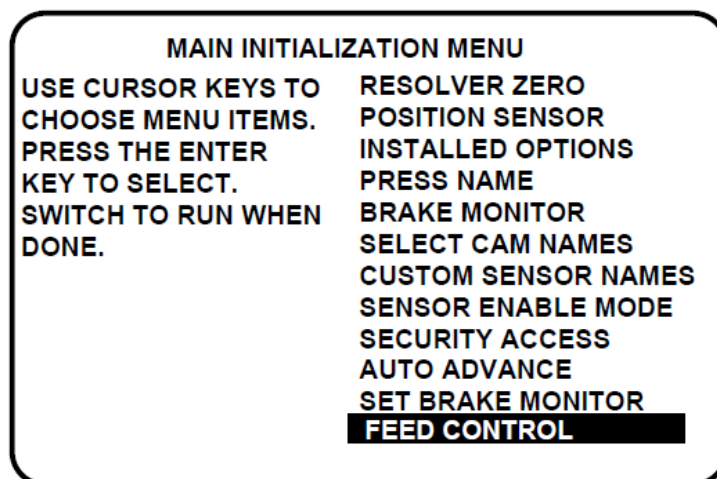 MAIN INITIALIZATION MENU
USE CURSOR KEYS TO
CHOOSE MENU ITEMS.
PRESS THE ENTER
KEY TO SELECT.
SWITCH TO RUN WHEN
DONE.
RESOLVER ZERO
POSITION SENSOR
INSTALLED OPTIONS
PRESS NAME
BRAKE MONITOR
SELECT CAM NAMES
CUSTOM SENSOR NAMES
SENSOR ENABLE MODE
SECURITY ACCESS
AUTO ADVANCE
SET BRAKE MONITOR
FEED CONTROL